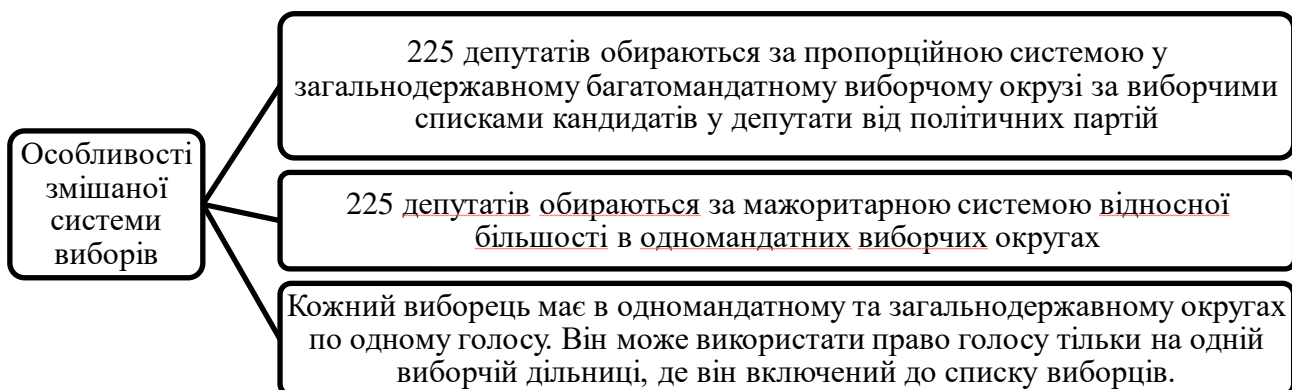 Особливості
змішаної
системи
виборів
225 депутатів обираються за пропорційною системою у
загальнодержавному багатомандатному виборчому окрузі за виборчими
списками кандидатів у депутати від політичних партій
225 депутатів обираються за мажоритарною системою відносної
більшості в одномандатних виборчих округах
Кожний виборець має в одномандатному та загальнодержавному округах
по одному голосу. Він може використати право голосу тільки на одній
виборчій дільниці, де він включений до списку виборців.